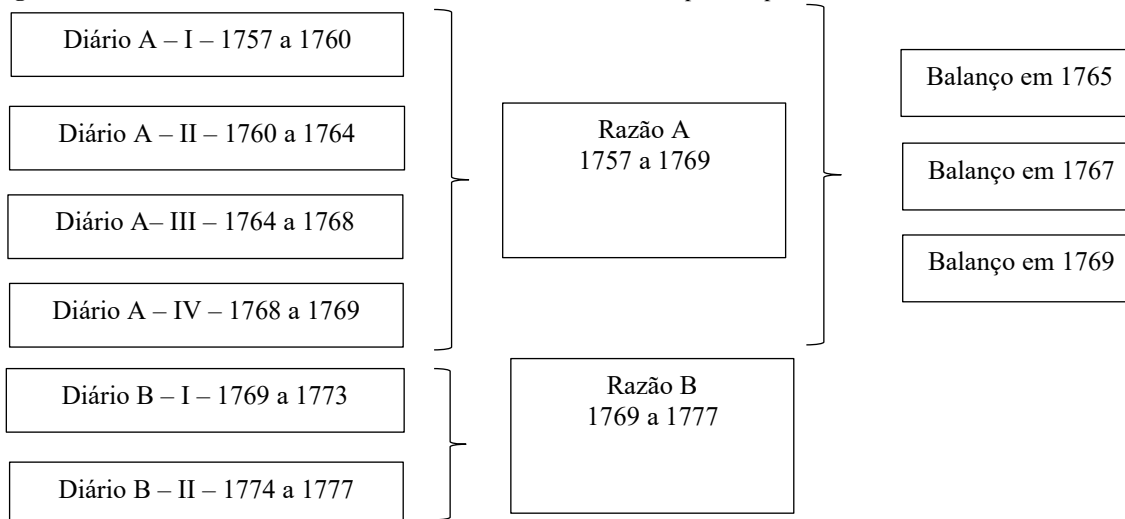 Diário A – I – 1757 a 1760
Diário A – II – 1760 a 1764
Diário A– III – 1764 a 1768
Diário A – IV – 1768 a 1769
Diário B – I – 1769 a 1773
Diário B – II – 1774 a 1777
Razão A
1757 a 1769
Razão B
1769 a 1777
Balanço em 1765
Balanço em 1767
Balanço em 1769